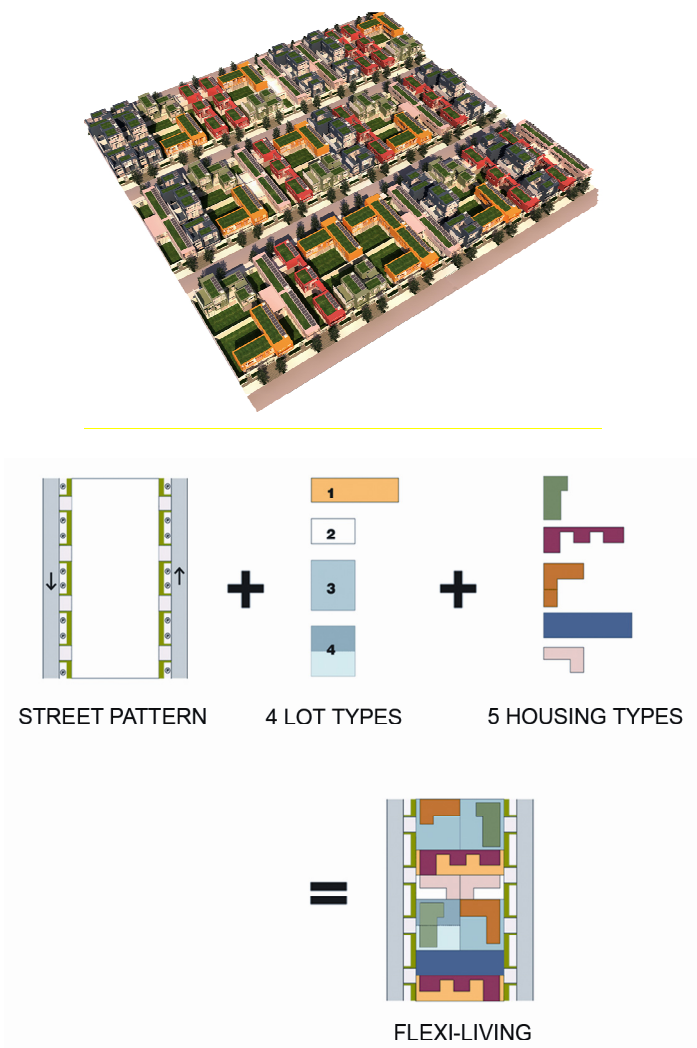 1
2
3
4
STREET PATTERN
4 LOT TYPES
5 HOUSING TYPES
FLEXI-LIVING